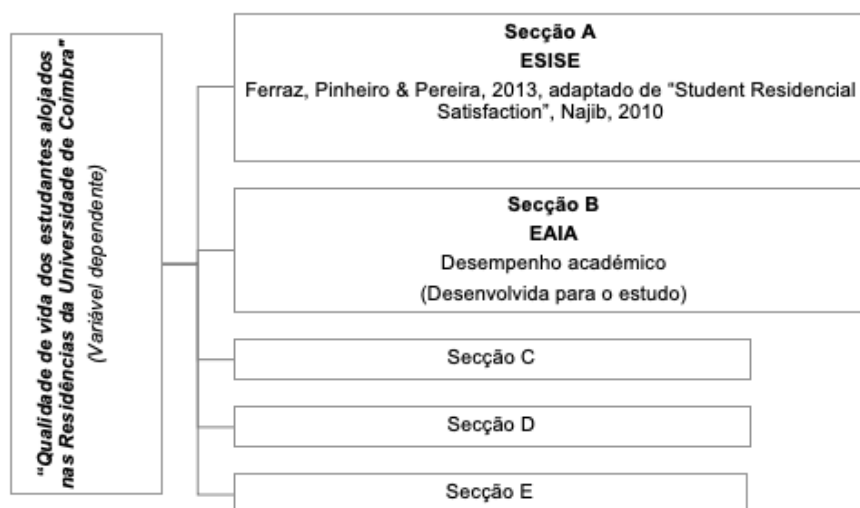 “Qualidade de vida dos estudantes alojados
nas Residências da Universidade de Coimbra"
(Variável dependente)
Secção A
ESISE
Ferraz, Pinheiro & Pereira, 2013, adaptado de "Student Residencial
Satisfaction”, Najib, 2010
Secção B
EAIA
Desempenho académico
(Desenvolvida para o estudo)
Secção C
Secção D
Secção E